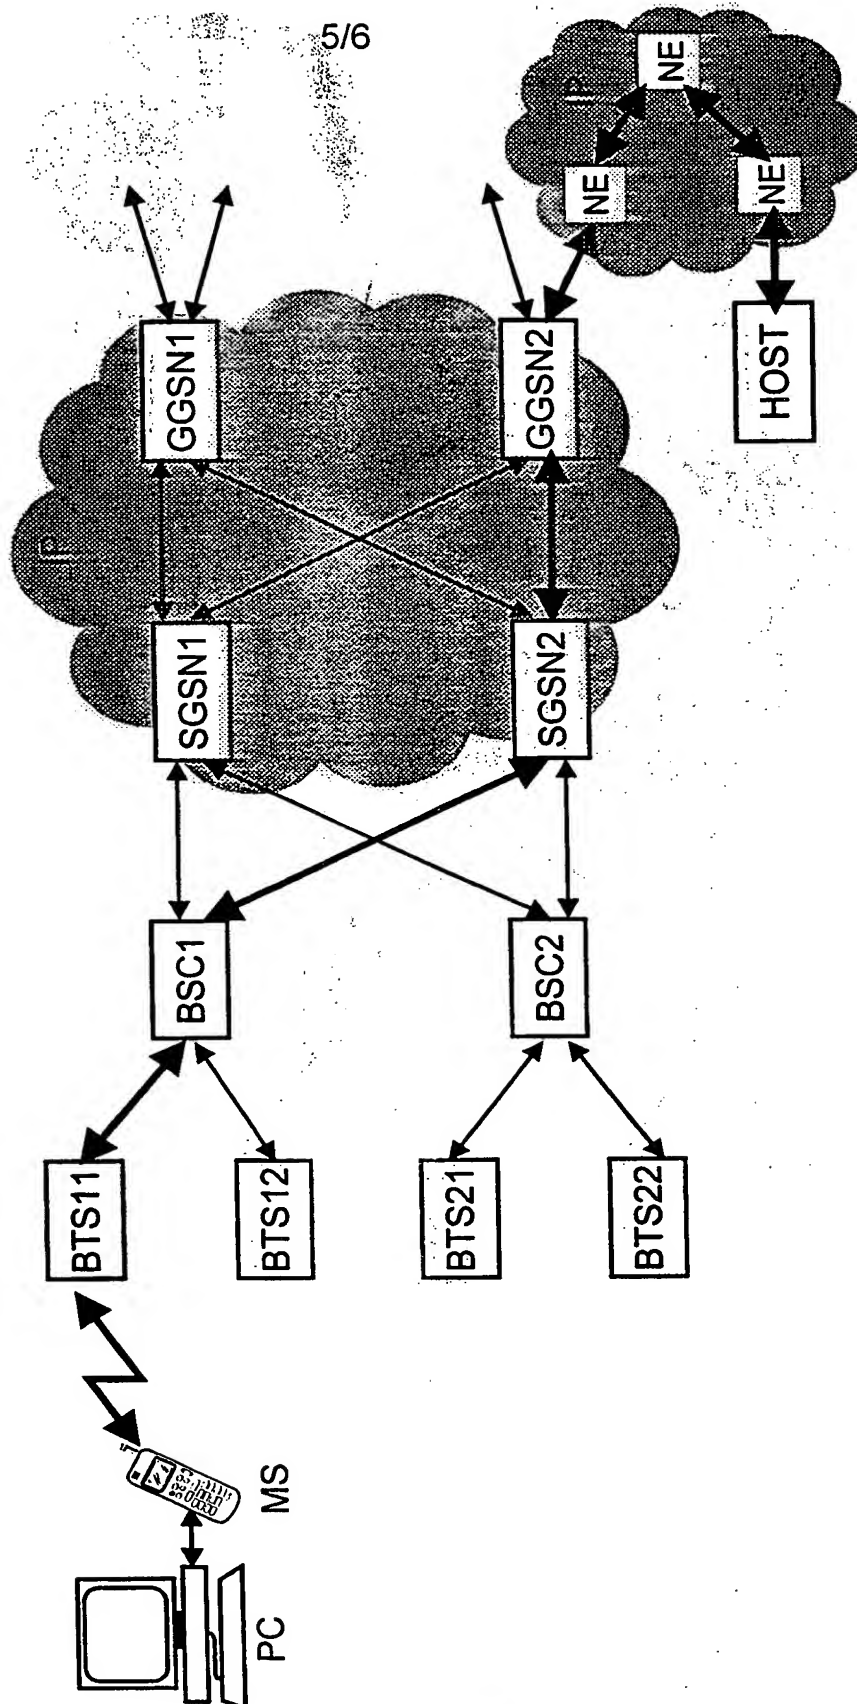 5/6
PC
MS
BTS11
BTS12
BTS21
BTS22
BSC1
BSC2
SGSN1
SGSN2
IP
GGSN1
GGSN2
IP
NE
NE
NE
HOST